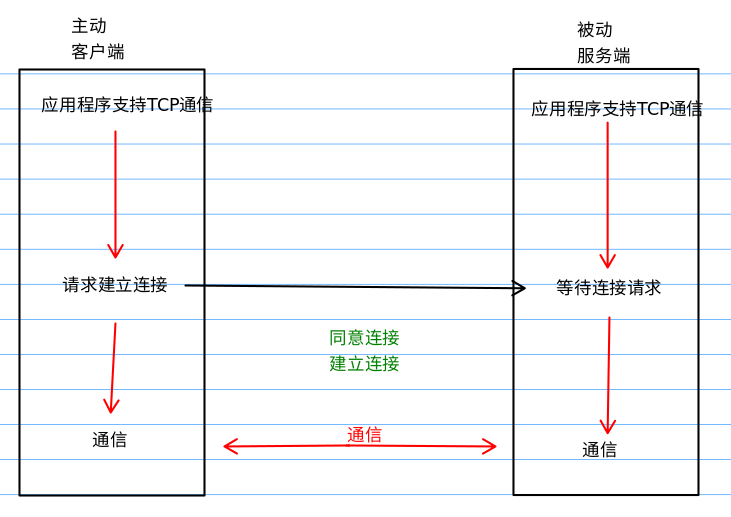 主动
客户端
被动
服务端
应用程序支持TCP通信
应用程序支持TCP通信
请求建立连接
等待连接请求
同意连接
建立连接
通信
通信
通信